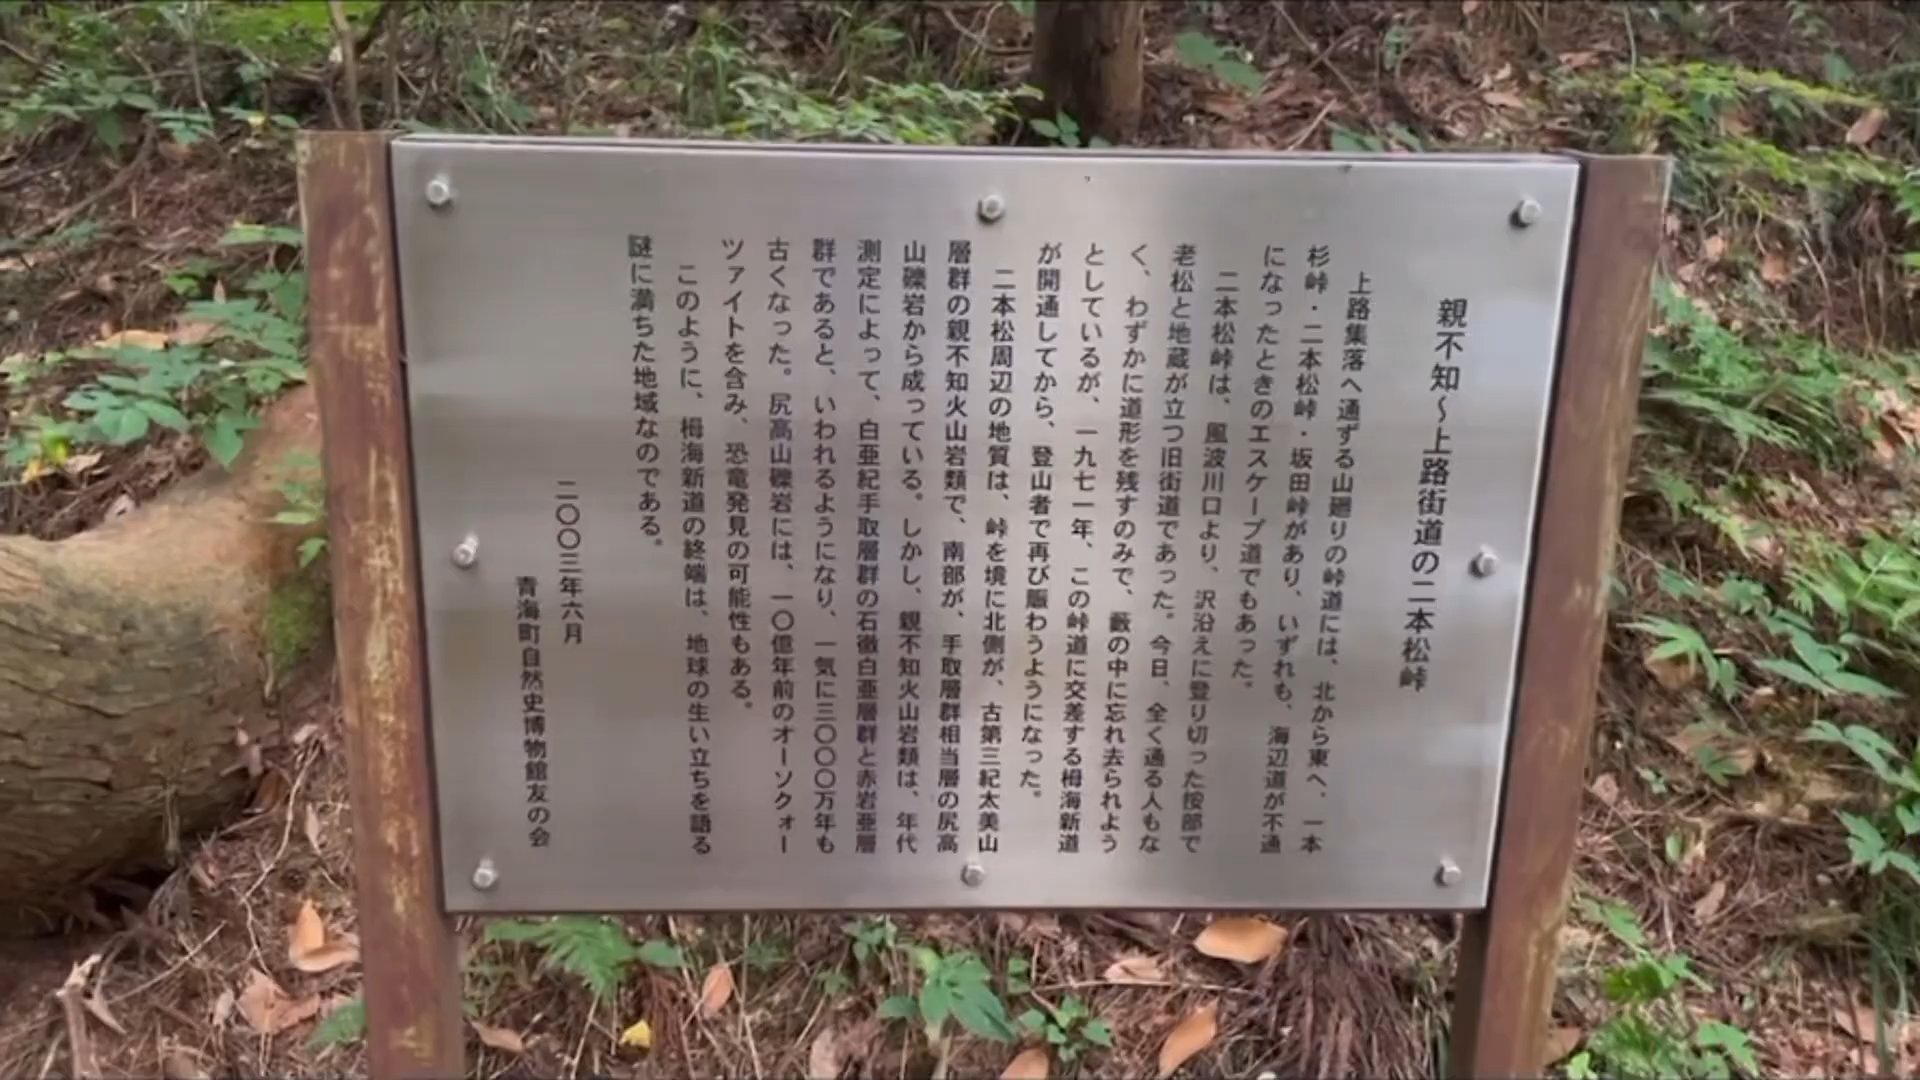 親不知～上路街道の二本松峠
上路集落へ通ずる山廻りの峠道には、北から東へ、一本
杉峠・二本松峠・坂田峠があり、いずれも、海辺道が不通
になったときのエスケープ道でもあった。
二本松峠は、風波川口より、沢沿えに登り切った按部で
老松と地蔵が立つ旧街道であった。今日、全く通る人もな
く、わずかに道形を残すのみで、藪の中に忘れ去られよう
としているが、一九七一年、この峠道に交差する栂海新道
が開通してから、登山者で再び賑わうようになった。
二本松周辺の地質は、峠を境に北側が、古第三紀太美山
層群の親不知火山岩類で、南部が、手取層群相当層の尻高
山礫岩から成っている。しかし、親不知火山岩類は、年代
測定によって、白亜紀手取層群の石徹白亜層群と赤岩亜層
群であると、いわれるようになり、一気に三〇〇〇万年も
古くなった。尻高山礫岩には、一〇億年前のオーソクォー
ツァイトを含み、恐竜発見の可能性もある。
このように、栂海新道の終端は、地球の生い立ちを語る
謎に満ちた地域なのである。
二〇〇三年六月
青海町自然史博物館友の会